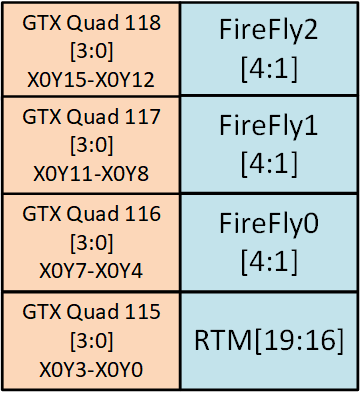 GTX Quad 118
[3:0]
X0Y15-X0Y12
FireFly2
[4:1]
GTX Quad 117
[3:0]
X0Y11-X0Y8
FireFly1
[4:1]
GTX Quad 116
[3:0]
X0Y7-X0Y4
FireFly0
[4:1]
GTX Quad 115
[3:0]
X0Y3-X0Y0
RTM[19:16]